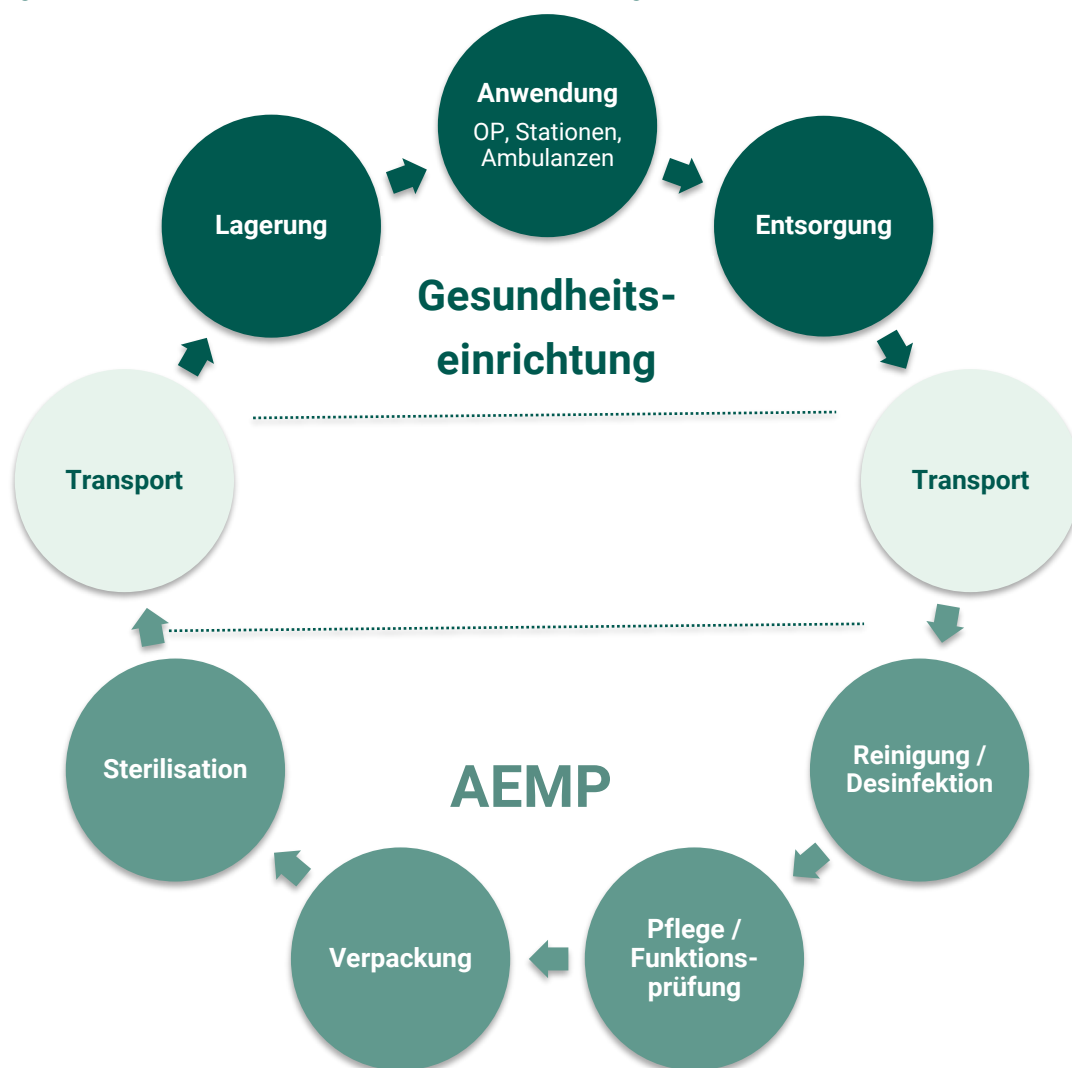 Anwendung
OP, Stationen,
Ambulanzen
Lagerung
Entsorgung
Gesundheits-
einrichtung
Transport
Transport
Sterilisation
AEMP
Reinigung /
Desinfektion
Verpackung
Pflege /
Funktions-
prüfung